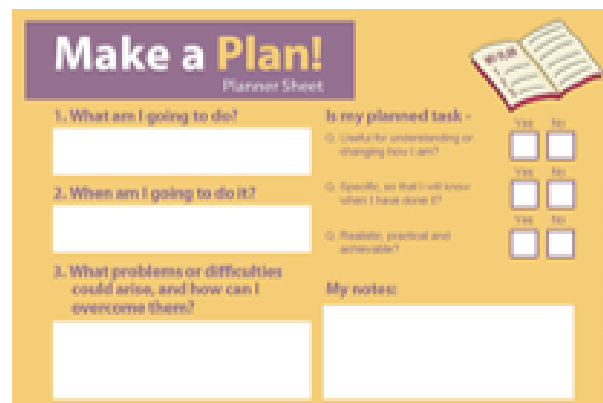 Make a Plan!
Planner Sheet
1. What am I going to do?
2. When am I going to do it?
3. What problems or difficulties
could arise, and how can I
overcome them?
Is my planned task -
Yes No
Q. Useful for understanding or
changing how I am?
Yes No
Q. Specific, so that I will know
when I have done it?
Yes No
Q. Realistic, practical and
achievable?
My notes: